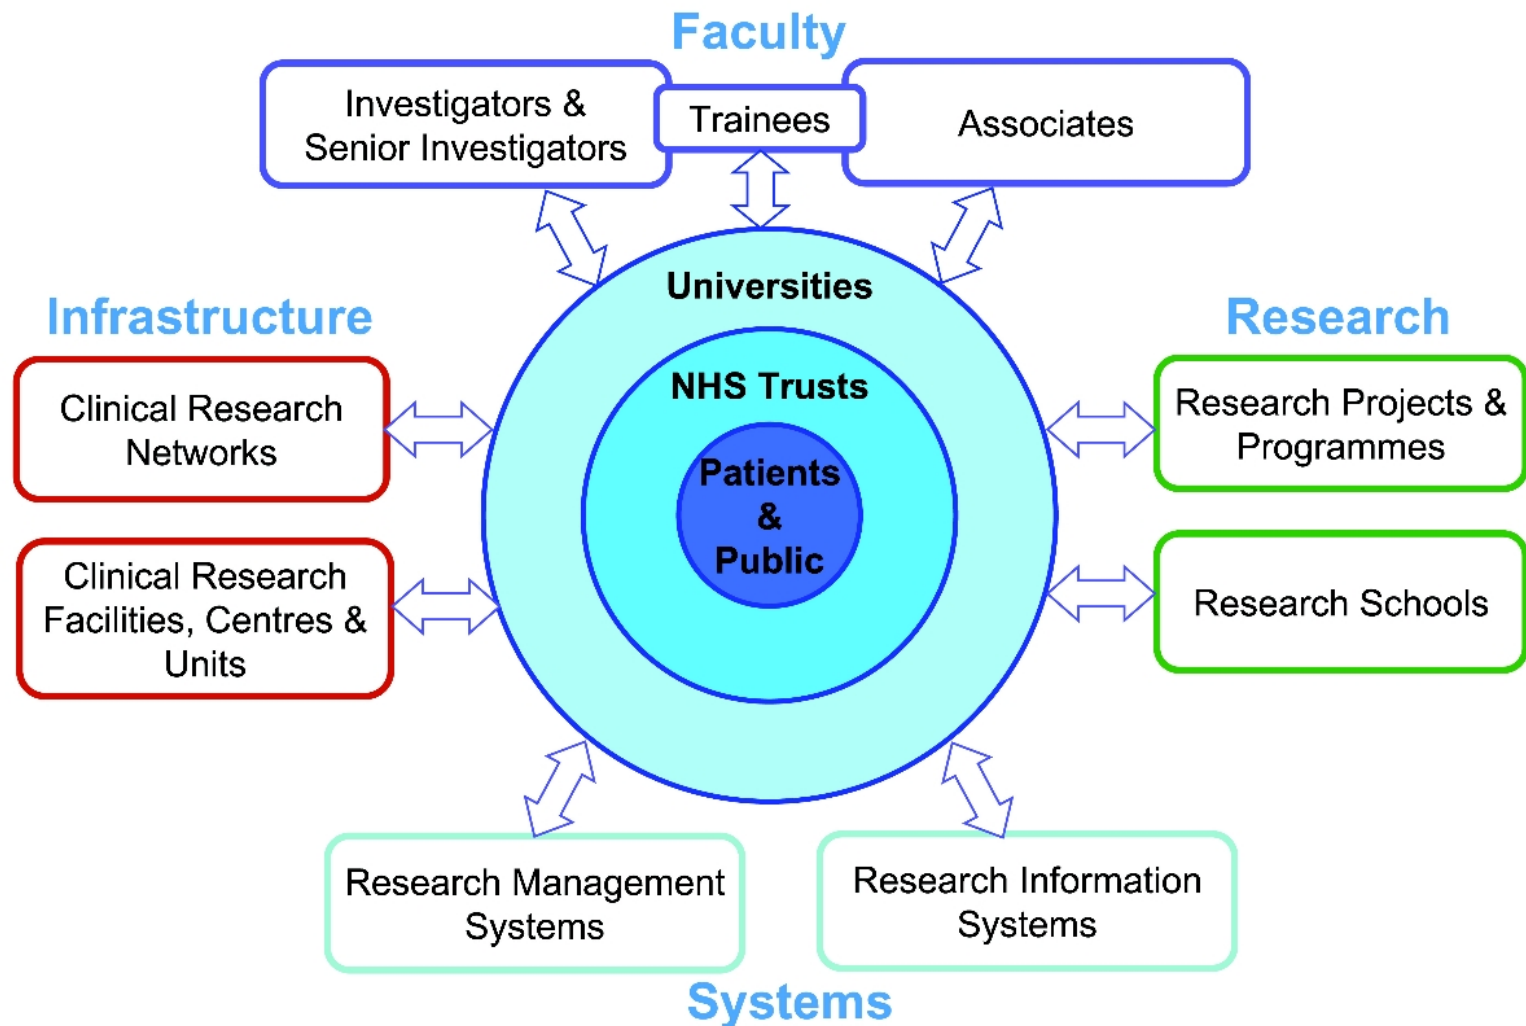 Faculty
Investigators &
Senior Investigators
Trainees
Associates
Universities
Infrastructure
Research
NHS Trusts
Clinical Research
Networks
Research Projects &
Programmes
Patients
&
Public
Clinical Research
Facilities, Centres &
Units
Research Schools
Research Management
Systems
Research Information
Systems
Systems